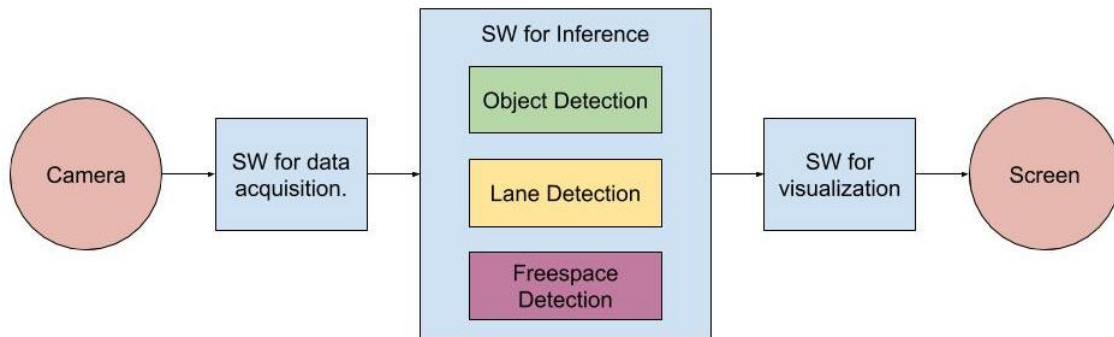 Camera
SW for data
acquisition.
SW for Inference
Object Detection
Lane Detection
Freespace
Detection
SW for
visualization
Screen